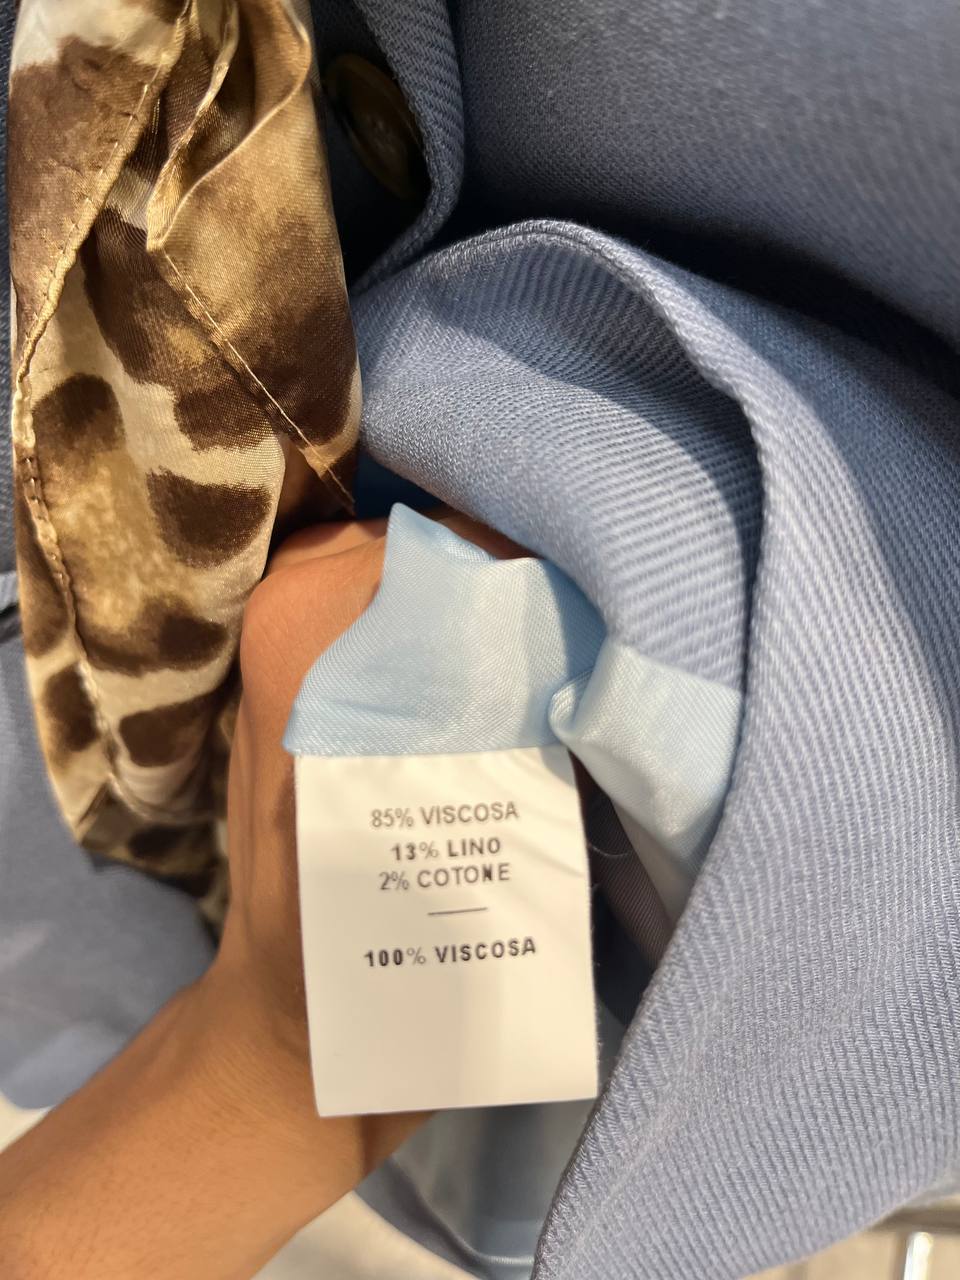 85% VISCOSA
13% LINO
2% COTONE
100% VISCOSA